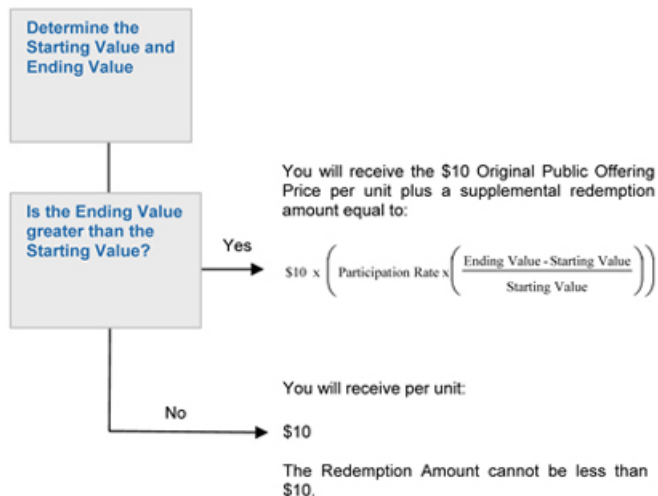 Determine the
Starting Value and
Ending Value
You will receive the $10 Original Public Offering
Price per unit plus a supplemental redemption
amount equal to:
Is the Ending Value
greater than the
Starting Value?
Yes
$10 x ( Participation Rate x ( Ending Value - Starting Value
Starting Value ) )
You will receive per unit:
No
$10
The Redemption Amount cannot be less than
$10.